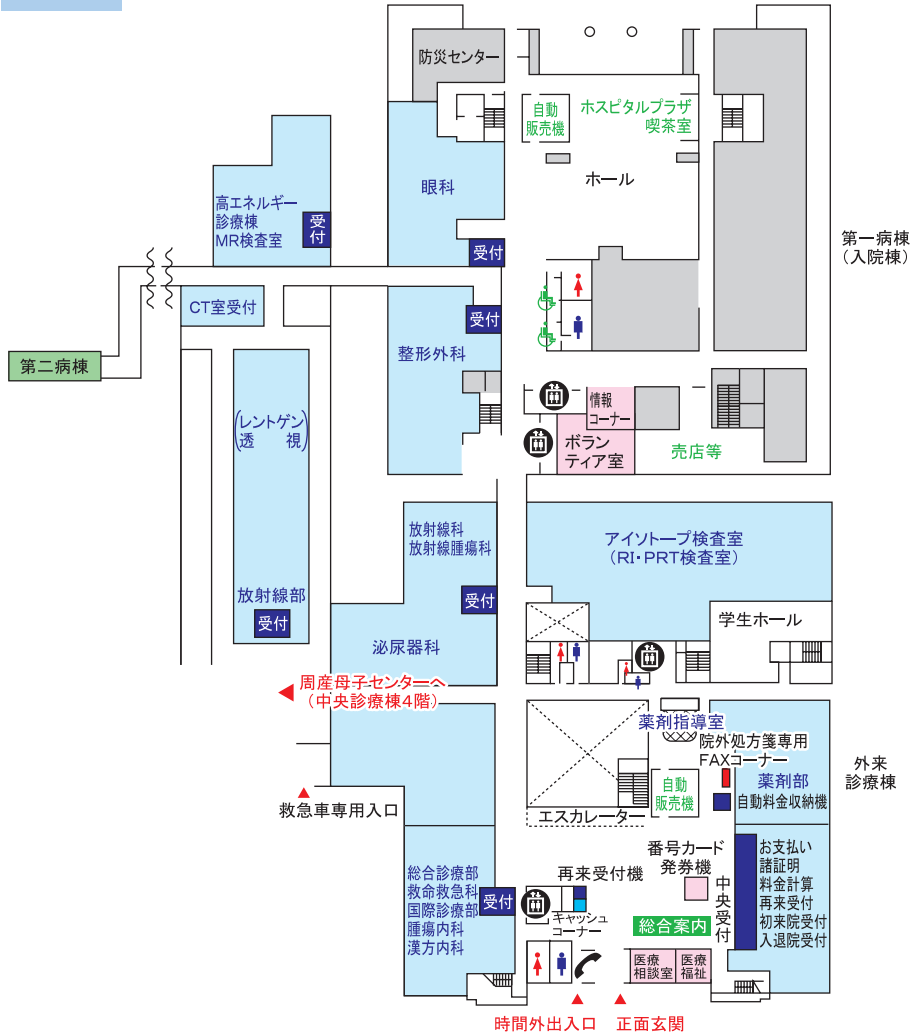 防災センター
自動
販売機
ホスピタルプラザ
喫茶室
ホール
眼科
受付
高エネルギー
診療棟
MR検査室
受付
第一病棟
(入院棟)
CT室受付
受付
整形外科
第二病棟
情報
コーナー
ボラン
ティア室
売店等
(レントゲン)
透視
放射線科
放射線腫瘍科
受付
アイソトープ検査室
(RI・PRT検査室)
放射線部
受付
泌尿器科
学生ホール
周産母子センターへ
(中央診療棟4階)
薬剤指導室
院外処方箋専用
FAXコーナー
薬剤部
自動料金収納機
外来
診療棟
自動
販売機
救急車専用入口
エスカレーター
番号カード
発券機
再来受付機
キャッシュ
コーナー
総合診療部
救命救急科
国際診療部
腫瘍内科
漢方内科
受付
中央受付
お支払い
諸証明
料金計算
再来受付
初来院受付
入退院受付
総合案内
医療
相談室
医療
福祉
時間外出入口
正面玄関